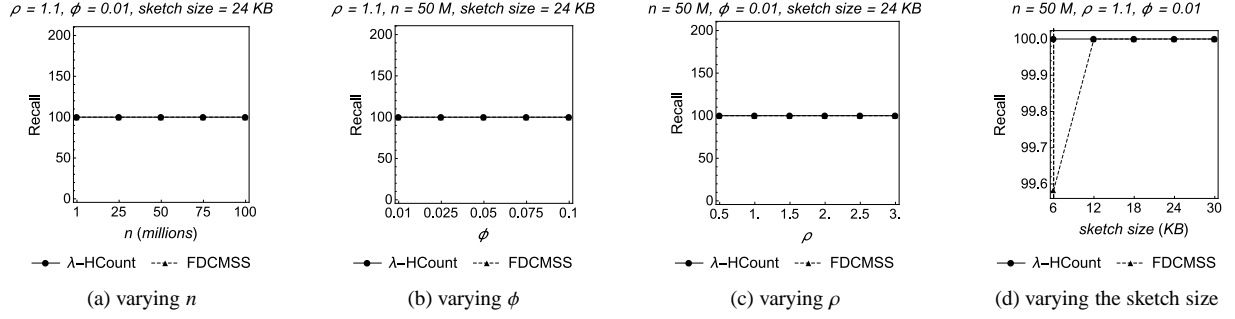 ρ = 1.1, ϕ = 0.01, sketch size = 24 KB
Recall
200
150
100
50
0
1 25 50 75 100
n (millions)
λ−HCount FDCMSS
(a) varying n
ρ = 1.1, n = 50 M, sketch size = 24 KB
Recall
200
150
100
50
0
0.01 0.025 0.05 0.075 0.1
ϕ
λ−HCount FDCMSS
(b) varying ϕ
n = 50 M, ϕ = 0.01, sketch size = 24 KB
Recall
200
150
100
50
0
0.5 1. 1.5 2. 2.5 3.
ρ
λ−HCount FDCMSS
(c) varying ρ
n = 50 M, ρ = 1.1, ϕ = 0.01
Recall
100.0
99.9
99.8
99.7
99.6
6 12 18 24 30
sketch size (KB)
λ−HCount FDCMSS
(d) varying the sketch size